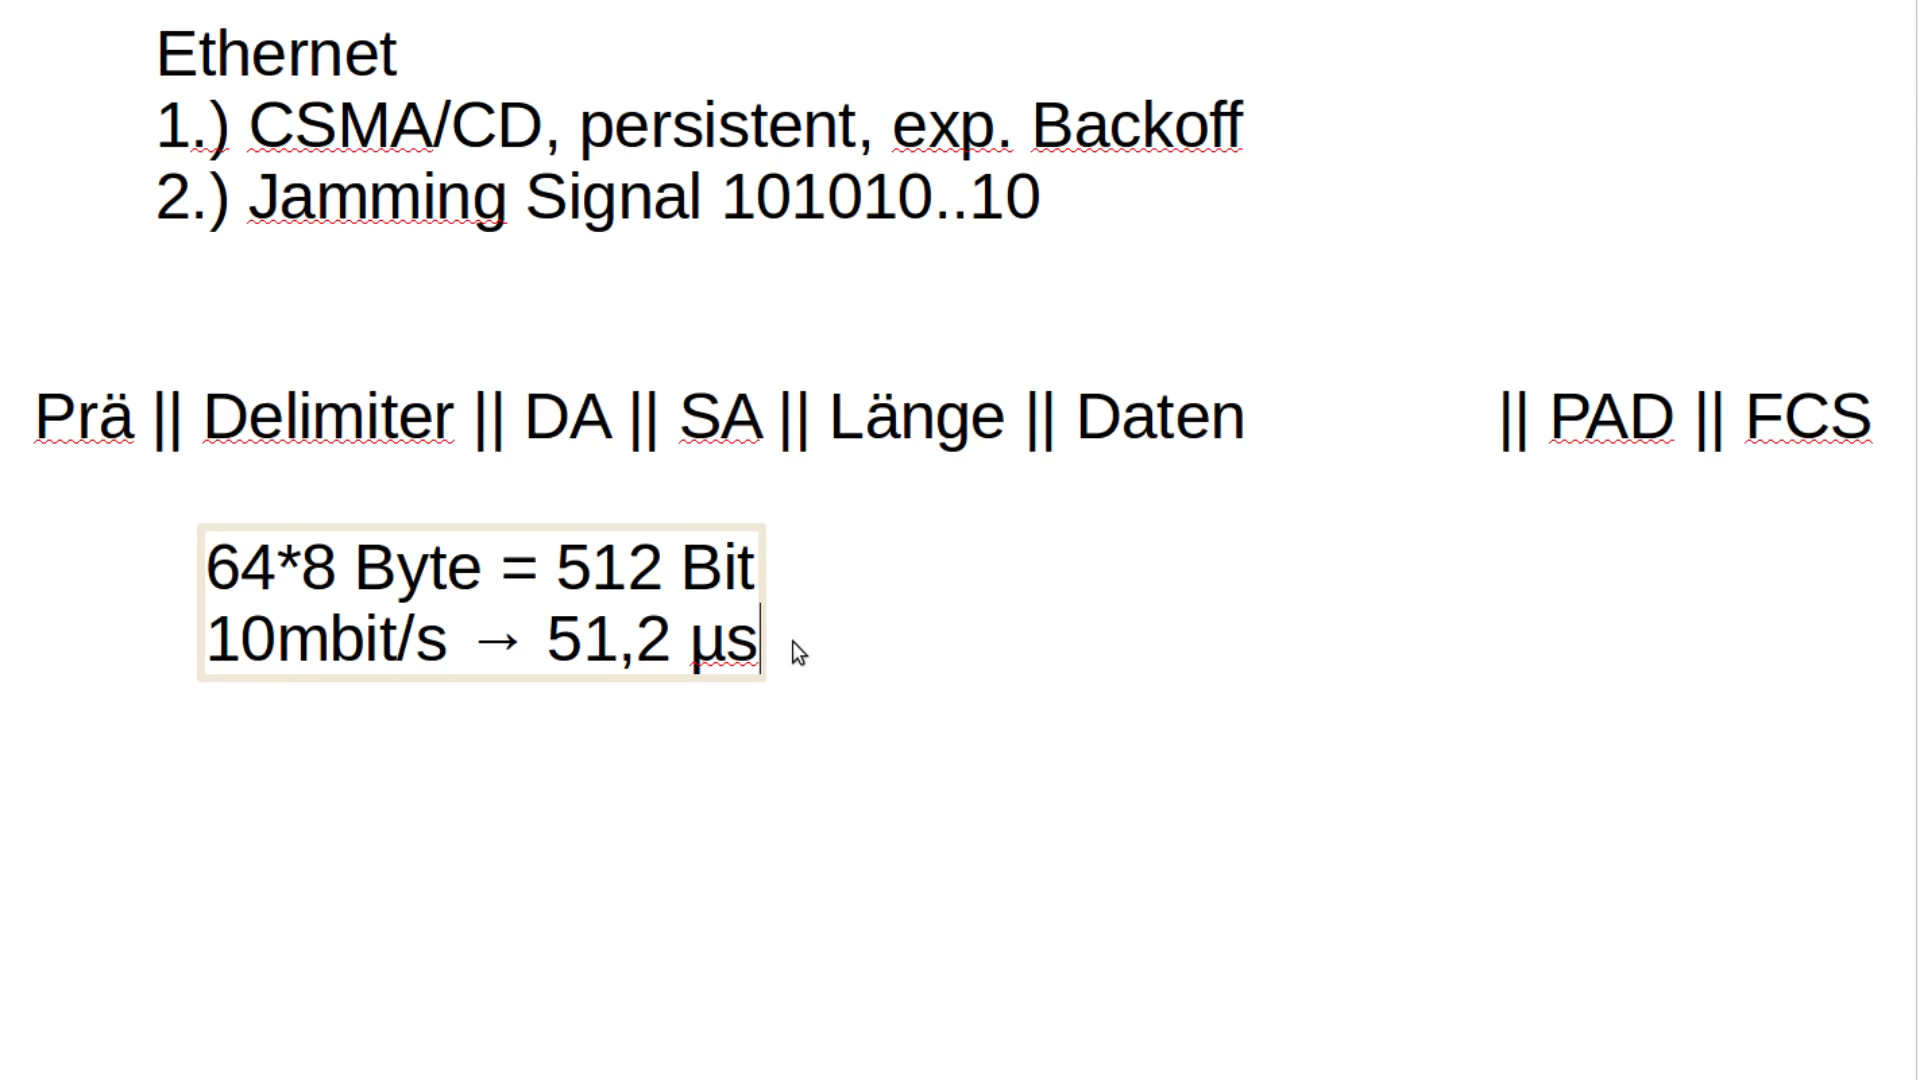 Ethernet
1.) CSMA/CD, persistent, exp. Backoff
2.) Jamming Signal 101010..10
Prä || Delimiter || DA || SA || Länge || Daten || PAD || FCS
64*8 Byte = 512 Bit
10mbit/s → 51,2 µs